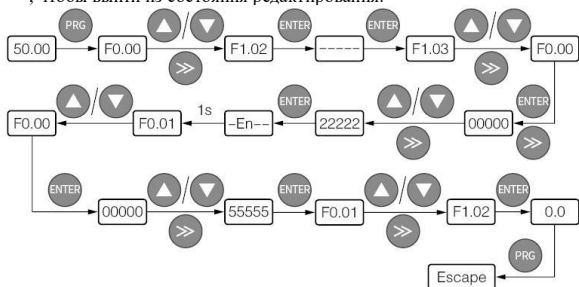 , чтобы выйти из состояния редактирования.
PRG / ENTER / ENTER /
50.00 F0.00 F1.02 ----- F1.03 F0.00
/ 1s ENTER / ENTER
F0.00 F0.01 -En-- 22222 00000
ENTER / ENTER / ENTER
00000 55555 F0.01 F1.02 0.0
PRG
Escape